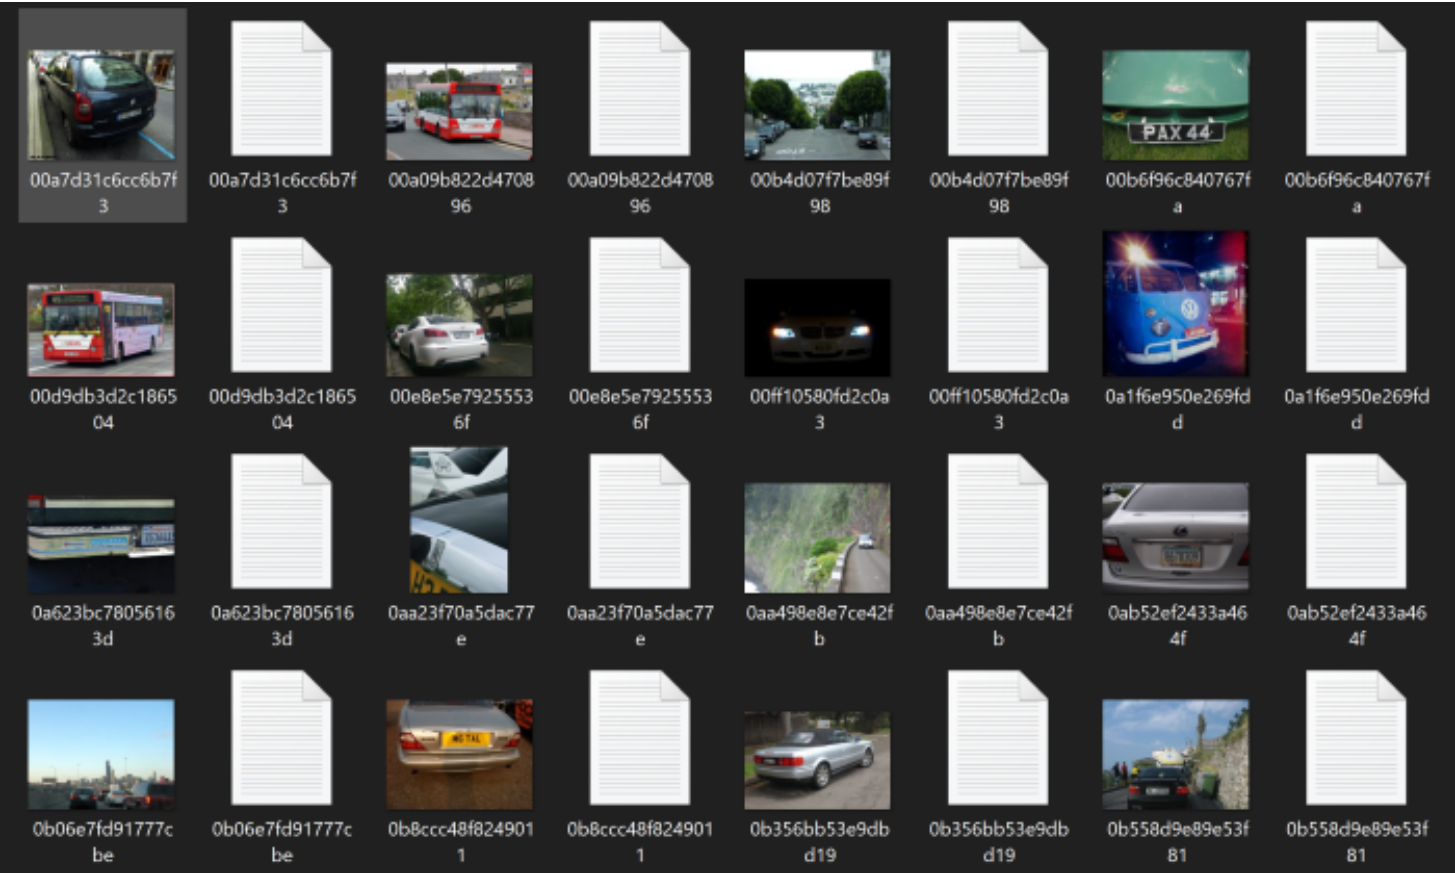 PAX 44
00a7d31c6cc6b7f
3
00a7d31c6cc6b7f
3
00a09b822d4708
96
00a09b822d4708
96
00b4d07f7be89f
98
00b4d07f7be89f
98
00b6f96c840767f
a
00b6f96c840767f
a
00d9db3d2c1865
04
00d9db3d2c1865
04
00e8e5e7925553
6f
00e8e5e7925553
6f
00ff10580fd2c0a
3
00ff10580fd2c0a
3
0a1f6e950e269fd
d
0a1f6e950e269fd
d
0a623bc7805616
3d
0a623bc7805616
3d
0aa23f70a5dac77
e
0aa23f70a5dac77
e
0aa498e8e7ce42f
b
0aa498e8e7ce42f
b
0ab52ef2433a46
4f
0ab52ef2433a46
4f
M6 TAL
0b06e7fd91777c
be
0b06e7fd91777c
be
0b8ccc48f824901
1
0b8ccc48f824901
1
0b356bb53e9db
d19
0b356bb53e9db
d19
0b558d9e89e53f
81
0b558d9e89e53f
81